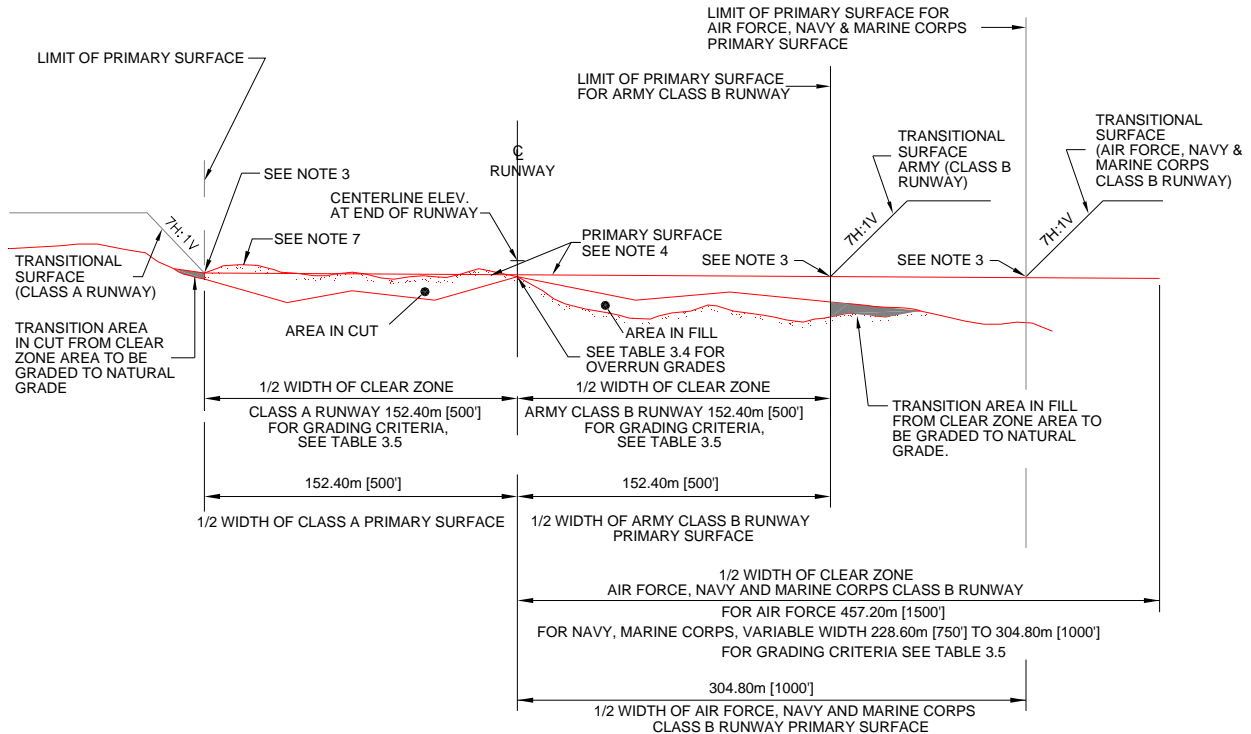 LIMIT OF PRIMARY SURFACE FOR
AIR FORCE, NAVY & MARINE CORPS
PRIMARY SURFACE
LIMIT OF PRIMARY SURFACE
LIMIT OF PRIMARY SURFACE
FOR ARMY CLASS B RUNWAY
TRANSITIONAL
SURFACE
(AIR FORCE, NAVY &
MARINE CORPS
CLASS B RUNWAY)
TRANSITIONAL
SURFACE
ARMY (CLASS B
RUNWAY)
℄
RUNWAY
SEE NOTE 3
CENTERLINE ELEV.
AT END OF RUNWAY
7H:1V
SEE NOTE 7
PRIMARY SURFACE
SEE NOTE 4
SEE NOTE 3
7H:1V
SEE NOTE 3
7H:1V
TRANSITIONAL
SURFACE
(CLASS A RUNWAY)
TRANSITION AREA
IN CUT FROM CLEAR
ZONE AREA TO BE
GRADED TO NATURAL
GRADE
AREA IN CUT
AREA IN FILL
SEE TABLE 3.4 FOR
OVERRUN GRADES
1/2 WIDTH OF CLEAR ZONE
CLASS A RUNWAY 152.40m [500']
FOR GRADING CRITERIA,
SEE TABLE 3.5
1/2 WIDTH OF CLEAR ZONE
ARMY CLASS B RUNWAY 152.40m [500']
FOR GRADING CRITERIA,
SEE TABLE 3.5
TRANSITION AREA IN FILL
FROM CLEAR ZONE AREA TO
BE GRADED TO NATURAL
GRADE.
152.40m [500']
1/2 WIDTH OF CLASS A PRIMARY SURFACE
152.40m [500']
1/2 WIDTH OF ARMY CLASS B RUNWAY
PRIMARY SURFACE
1/2 WIDTH OF CLEAR ZONE
AIR FORCE, NAVY AND MARINE CORPS CLASS B RUNWAY
FOR AIR FORCE 457.20m [1500']
FOR NAVY, MARINE CORPS, VARIABLE WIDTH 228.60m [750'] TO 304.80m [1000']
FOR GRADING CRITERIA SEE TABLE 3.5
304.80m [1000']
1/2 WIDTH OF AIR FORCE, NAVY AND MARINE CORPS
CLASS B RUNWAY PRIMARY SURFACE